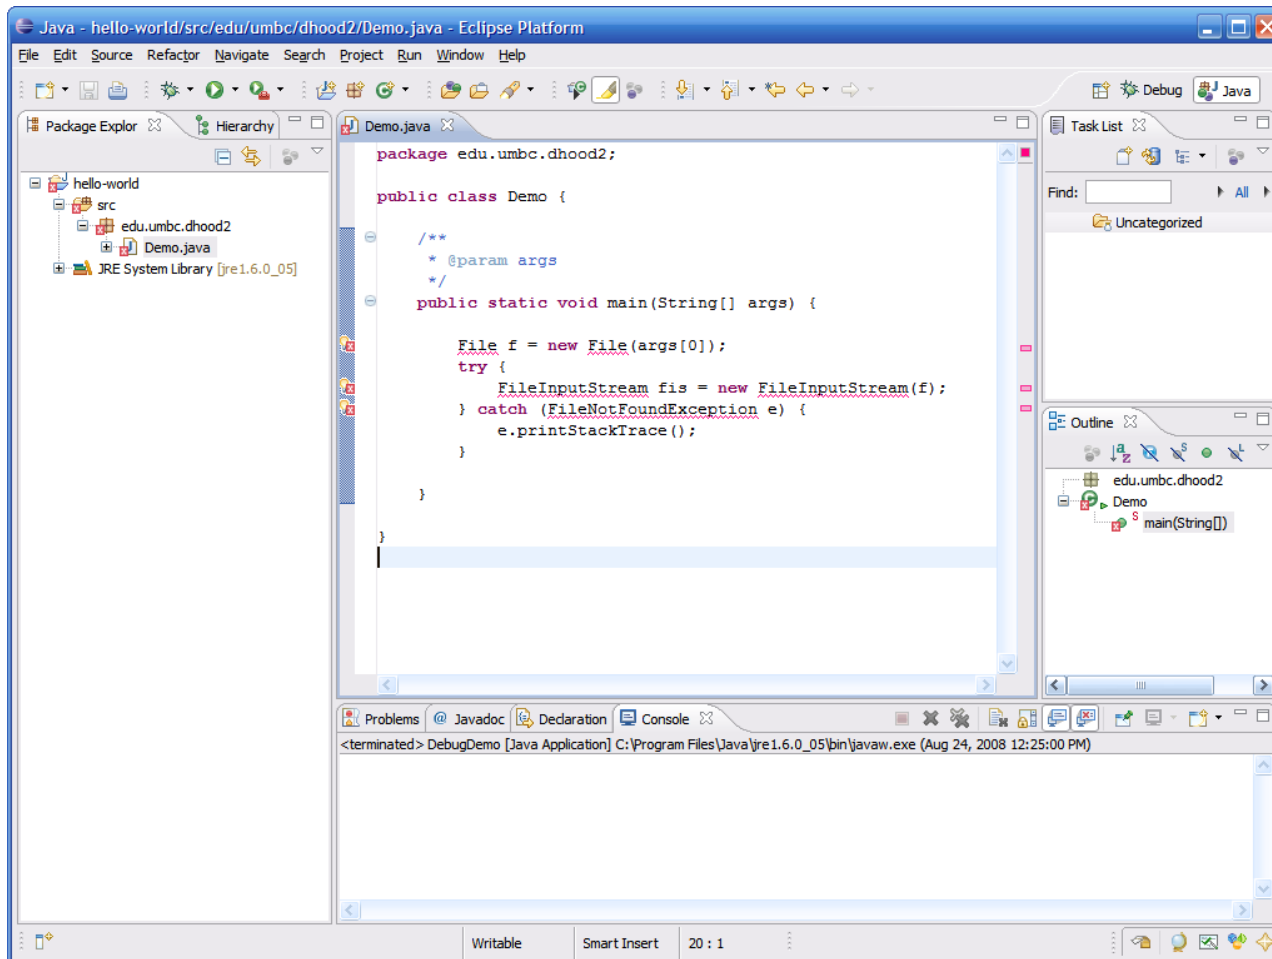 Java - hello-world/src/edu/umbc/dhood2/Demo.java - Eclipse Platform
File Edit Source Refactor Navigate Search Project Run Window Help
Debug Java
Package Explor Hierarchy
hello-world
src
edu.umbc.dhood2
Demo.java
JRE System Library [jre1.6.0_05]
Demo.java
package edu.umbc.dhood2;
public class Demo {
/**
* @param args
*/
public static void main(String[] args) {
File f = new File(args[0]);
try {
FileInputStream fis = new FileInputStream(f);
} catch (FileNotFoundException e) {
e.printStackTrace();
}
}
}
Task List
Find: All
Uncategorized
Outline
edu.umbc.dhood2
Demo
main(String[])
Problems @ Javadoc Declaration Console
<terminated> DebugDemo [Java Application] C:\Program Files\Java\jre1.6.0_05\bin\javaw.exe (Aug 24, 2008 12:25:00 PM)
Writable Smart Insert 20 : 1